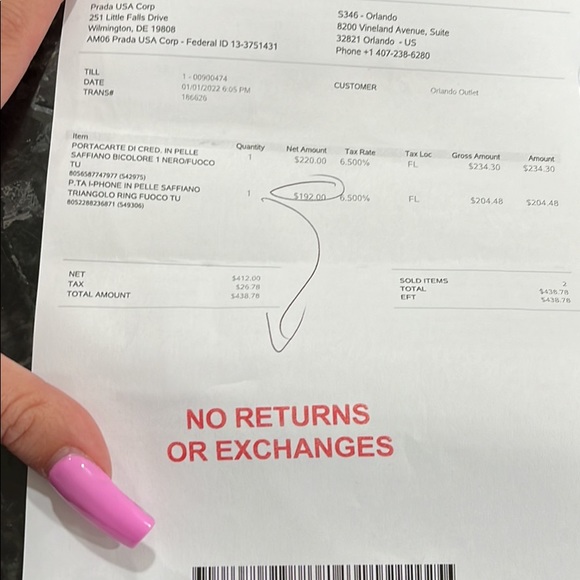 Prada USA Corp
251 Little Falls Drive
Wilmington, DE 19808
AM06 Prada USA Corp - Federal ID 13-3751431
5346 - Orlando
8200 Vineland Avenue, Suite
32821 Orlando - US
Phone +1 407-238-6280
TILL 1 - 00900474
DATE 01/01/2022 6:05 PM
TRANS# 186626
CUSTOMER Orlando Outlet
Item Quantity Net Amount Tax Rate Tax Loc Gross Amount Amount
PORTACARTE DI CRED. IN PELLE 1 $220.00 6.500% FL $234.30 $234.30
SAFFIANO BICOLORE 1 NERO/FUOCO
TU
8056587747977 (542975)
P.TA I-PHONE IN PELLE SAFFIANO 1 $192.00 6.500% FL $204.48 $204.48
TRIANGOLO RING FUOCO TU
8052288236871 (549306)
NET $412.00
TAX $26.78
TOTAL AMOUNT $438.78
SOLD ITEMS 2
TOTAL $438.78
EFT $438.78
NO RETURNS
OR EXCHANGES